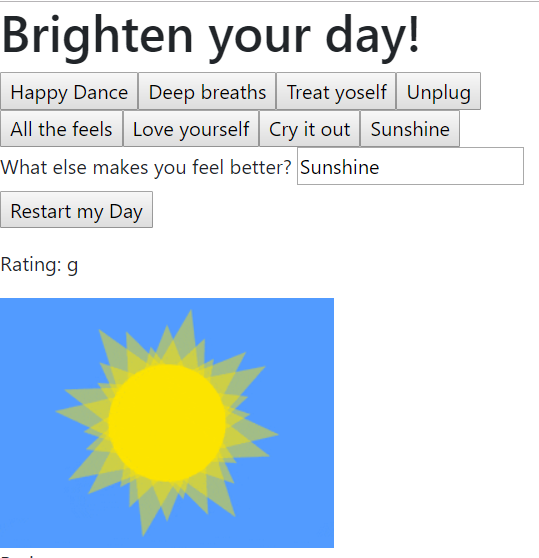 Brighten your day!
Happy Dance Deep breaths Treat yoself Unplug
All the feels Love yourself Cry it out Sunshine
What else makes you feel better? Sunshine
Restart my Day
Rating: g